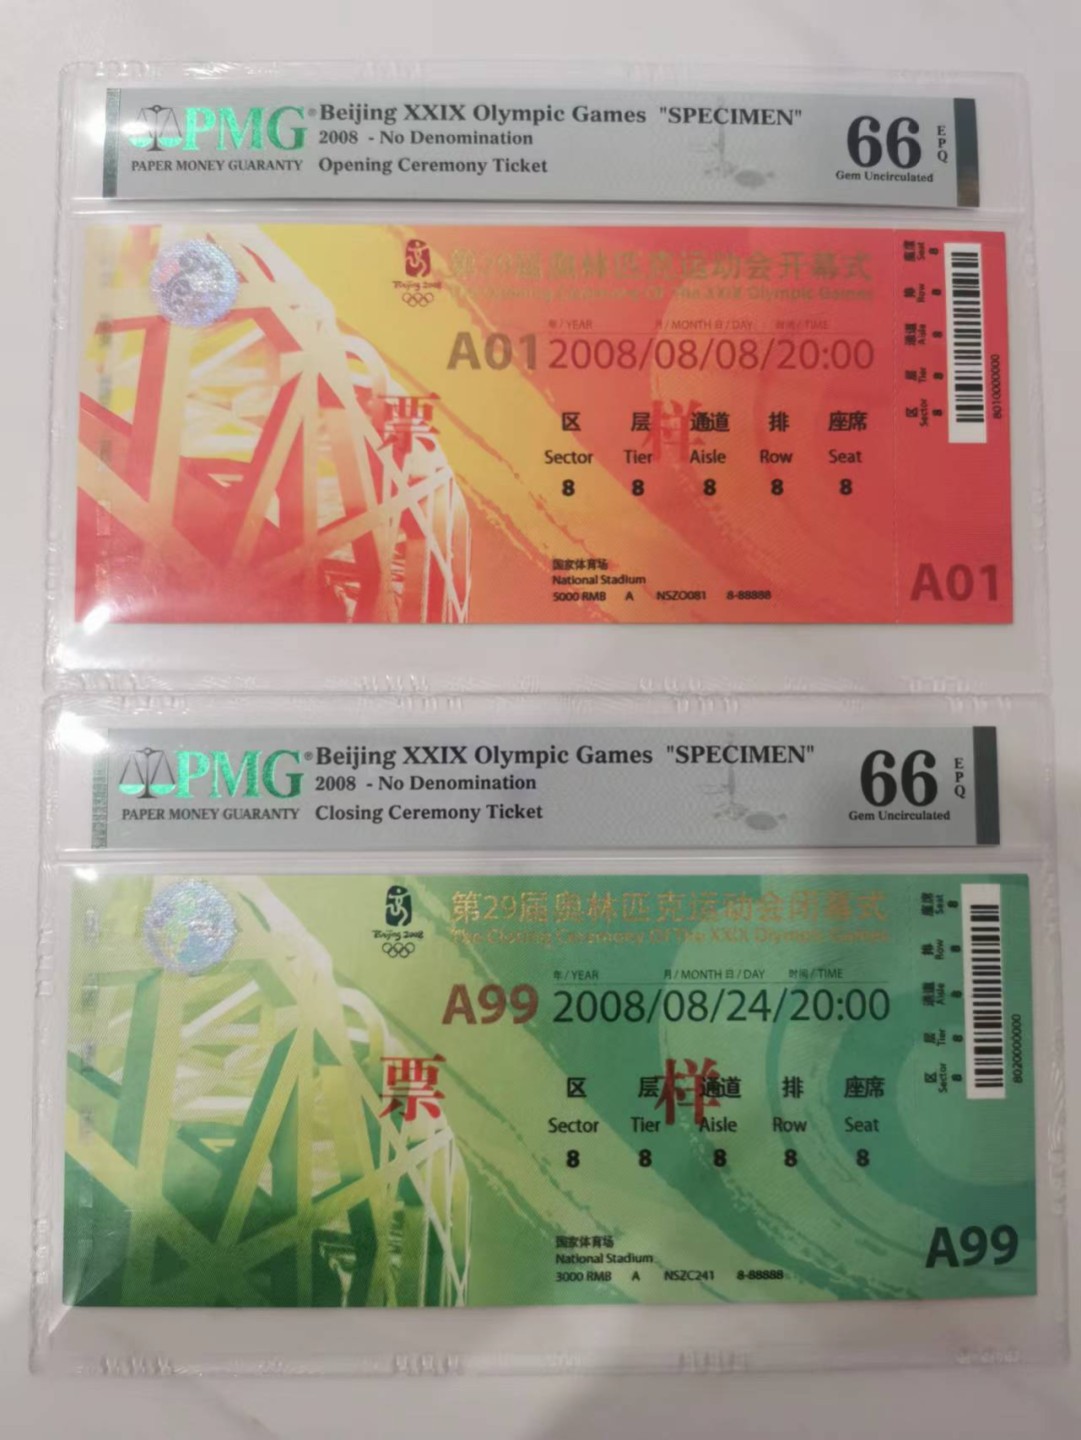 PMG® Beijing XXIX Olympic Games "SPECIMEN"
2008 - No Denomination
PAPER MONEY GUARANTY Opening Ceremony Ticket
66 EPQ
Gem Uncirculated
Beijing 2008
第29届奥林匹克运动会开幕式
The Opening Ceremony Of The XXIX Olympic Games
年/YEAR 月/MONTH 日/DAY 时间/TIME
A01 2008/08/08/20:00
票 样
区 层 通道 排 座席
Sector Tier Aisle Row Seat
8 8 8 8 8
国家体育场
National Stadium
5000 RMB A NSZO081 8-88888
座席 Seat 8
排 Row 8
通道 Aisle 8
层 Tier 8
区 Sector 8
8010000000
A01
PMG® Beijing XXIX Olympic Games "SPECIMEN"
2008 - No Denomination
PAPER MONEY GUARANTY Closing Ceremony Ticket
66 EPQ
Gem Uncirculated
Beijing 2008
第29届奥林匹克运动会闭幕式
The Closing Ceremony Of The XXIX Olympic Games
年/YEAR 月/MONTH 日/DAY 时间/TIME
A99 2008/08/24/20:00
票 样
区 层 通道 排 座席
Sector Tier Aisle Row Seat
8 8 8 8 8
国家体育场
National Stadium
3000 RMB A NSZC241 8-88888
座席 Seat 8
排 Row 8
通道 Aisle 8
层 Tier 8
区 Sector 8
8020000000
A99